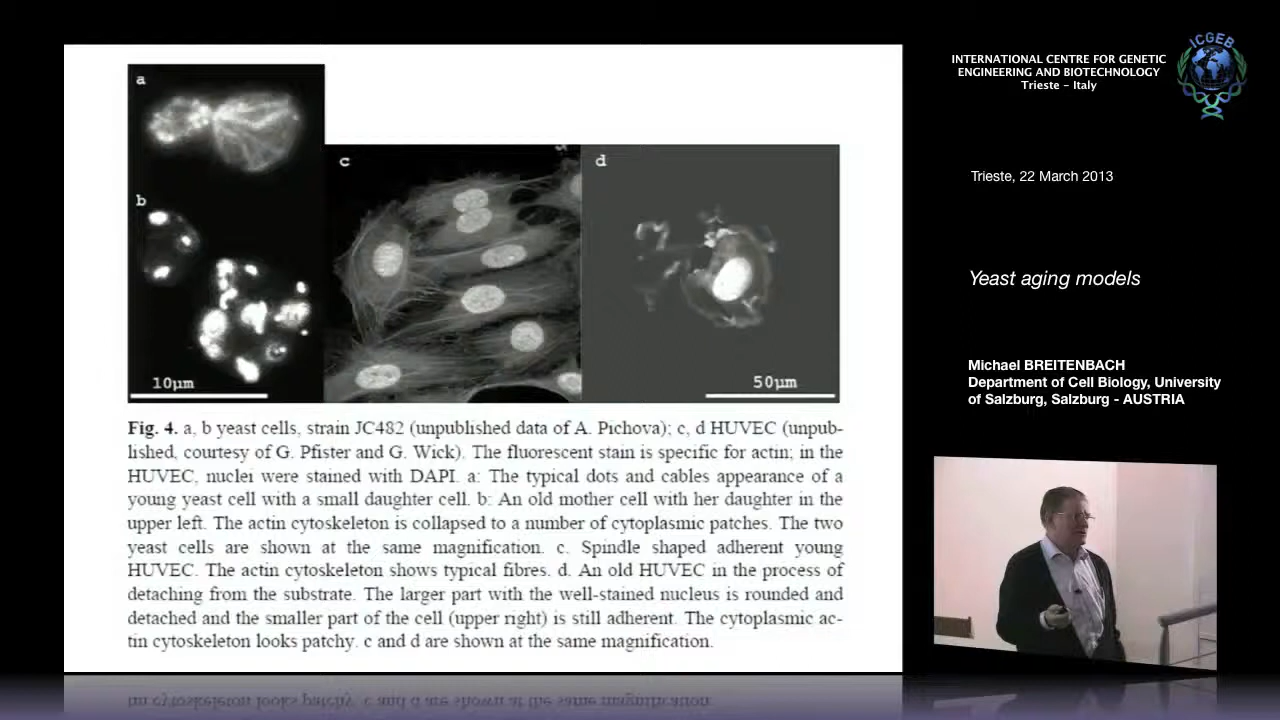 a
b
c
d
10µm
50µm
Fig. 4. a, b yeast cells, strain JC482 (unpublished data of A. Pichova); c, d HUVEC (unpub-
lished, courtesy of G. Pfister and G. Wick). The fluorescent stain is specific for actin; in the
HUVEC, nuclei were stained with DAPI. a: The typical dots and cables appearance of a
young yeast cell with a small daughter cell. b: An old mother cell with her daughter in the
upper left. The actin cytoskeleton is collapsed to a number of cytoplasmic patches. The two
yeast cells are shown at the same magnification. c. Spindle shaped adherent young
HUVEC. The actin cytoskeleton shows typical fibres. d. An old HUVEC in the process of
detaching from the substrate. The larger part with the well-stained nucleus is rounded and
detached and the smaller part of the cell (upper right) is still adherent. The cytoplasmic ac-
tin cytoskeleton looks patchy. c and d are shown at the same magnification.
INTERNATIONAL CENTRE FOR GENETIC
ENGINEERING AND BIOTECHNOLOGY
Trieste – Italy
ICGEB
Trieste, 22 March 2013
Yeast aging models
Michael BREITENBACH
Department of Cell Biology, University
of Salzburg, Salzburg - AUSTRIA